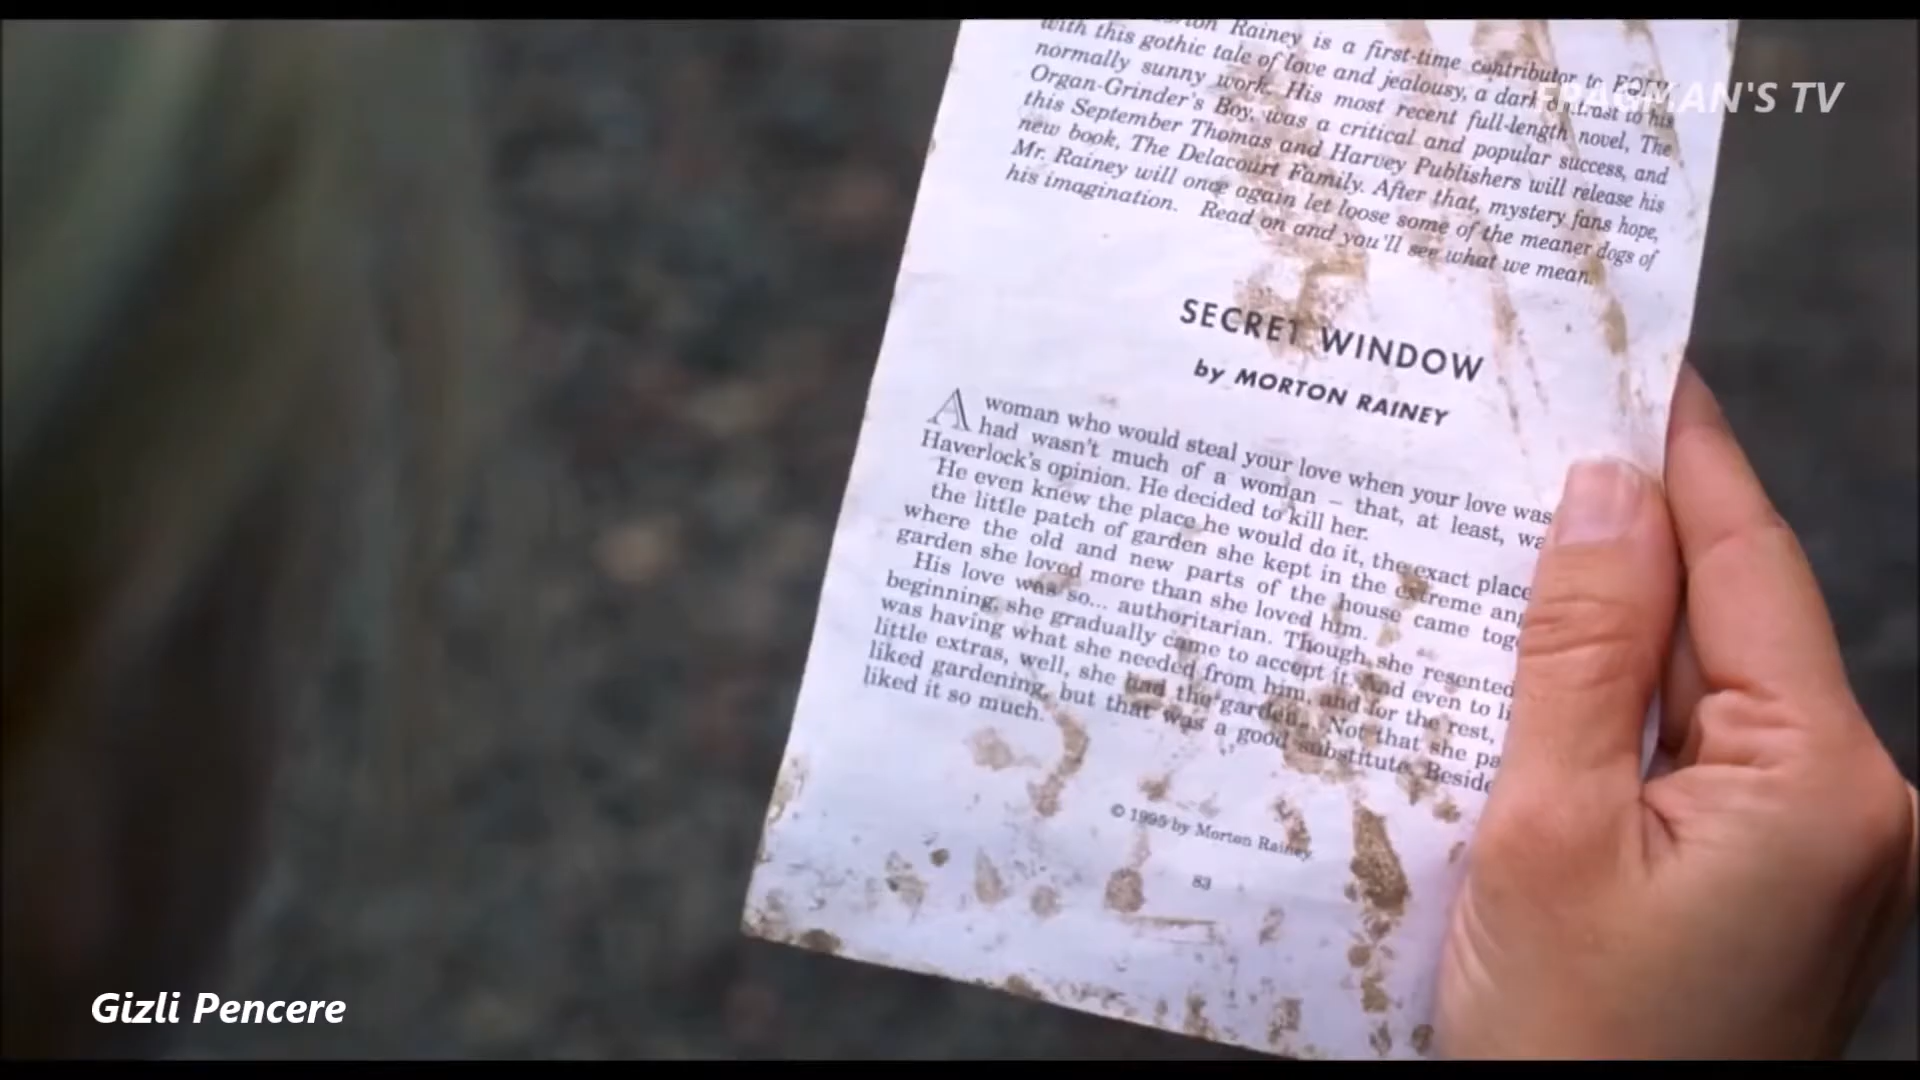 Morton Rainey is a first-time contributor to
with this gothic tale of love and jealousy, a dark contrast to his
normally sunny work. His most recent full-length novel, The
Organ-Grinder's Boy, was a critical and popular success, and
this September Thomas and Harvey Publishers will release his
new book, The Delacourt Family. After that, mystery fans hope,
Mr. Rainey will once again let loose some of the meaner dogs of
his imagination. Read on and you'll see what we mean.
FRAGMAN'S TV
SECRET WINDOW
by MORTON RAINEY
A woman who would steal your love when your love was
had wasn't much of a woman – that, at least, wa
Haverlock's opinion. He decided to kill her.
He even knew the place he would do it, the exact place
the little patch of garden she kept in the extreme ang
where the old and new parts of the house came tog
garden she loved more than she loved him.
His love was so... authoritarian. Though she resented
beginning, she gradually came to accept it. And even to li
was having what she needed from him, and for the rest,
little extras, well, she had the garden. Not that she pa
liked gardening, but that was a good substitute. Beside
liked it so much.
© 1995 by Morton Rainey
83
Gizli Pencere